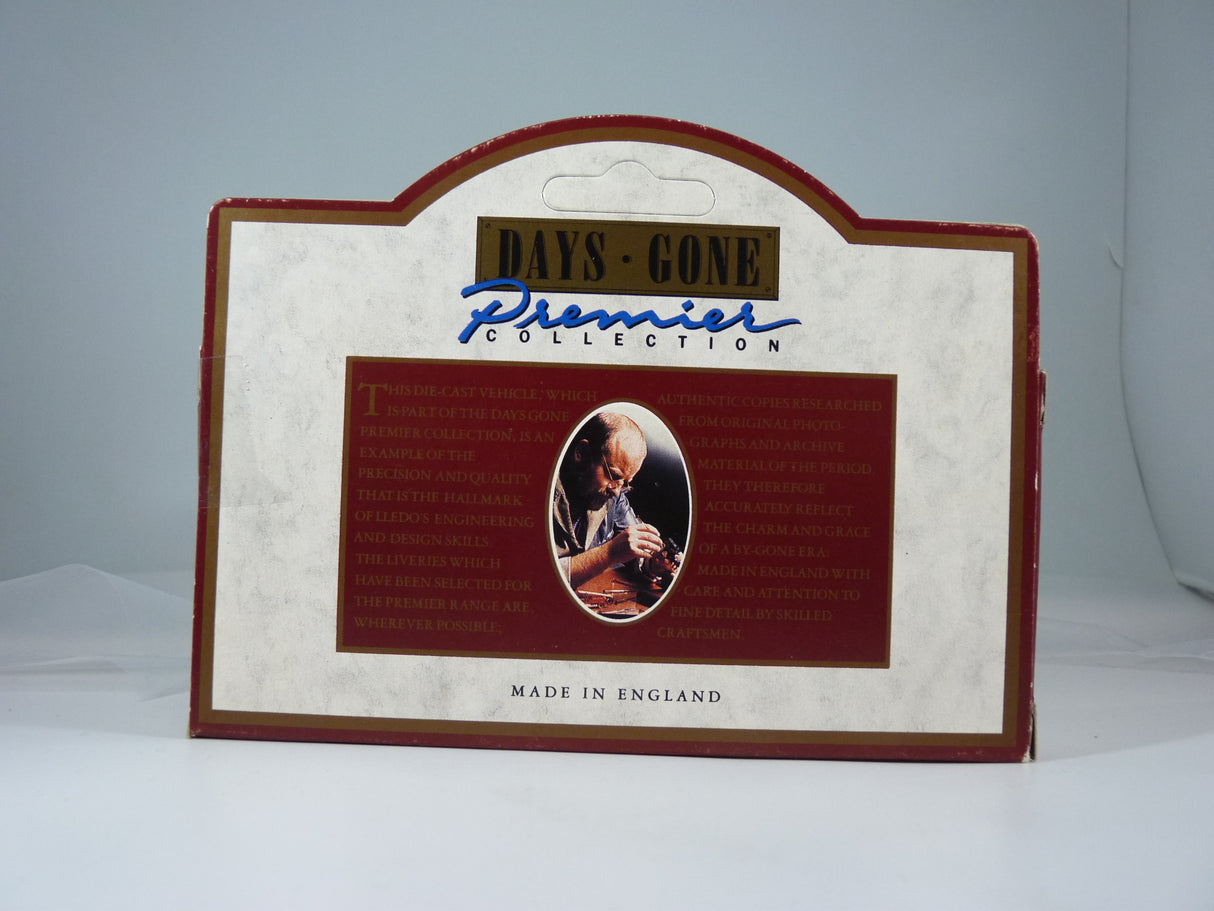 DAYS · GONE
Premier
COLLECTION
THIS DIE-CAST VEHICLE, WHICH
IS PART OF THE DAYS GONE
PREMIER COLLECTION, IS AN
EXAMPLE OF THE
PRECISION AND QUALITY
THAT IS THE HALLMARK
OF LLEDO'S ENGINEERING
AND DESIGN SKILLS.
THE LIVERIES WHICH
HAVE BEEN SELECTED FOR
THE PREMIER RANGE ARE,
WHEREVER POSSIBLE;
AUTHENTIC COPIES RESEARCHED
FROM ORIGINAL PHOTO-
GRAPHS AND ARCHIVE
MATERIAL OF THE PERIOD.
THEY THEREFORE
ACCURATELY REFLECT
THE CHARM AND GRACE
OF A BY-GONE ERA:
MADE IN ENGLAND WITH
CARE AND ATTENTION TO
FINE DETAIL BY SKILLED
CRAFTSMEN.
MADE IN ENGLAND